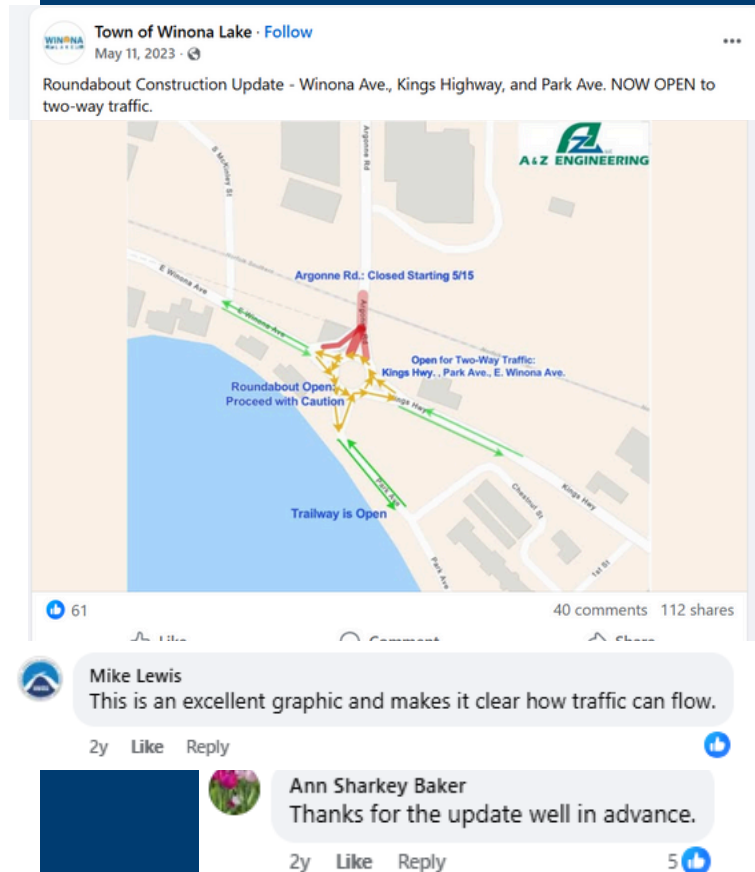 WINONA
Town of Winona Lake · Follow
May 11, 2023 ·
Roundabout Construction Update - Winona Ave., Kings Highway, and Park Ave. NOW OPEN to
two-way traffic.
A&Z ENGINEERING
S McKinley St
Argonne Rd
E Winona Ave
Argonne Rd.: Closed Starting 5/15
E Winona Ave
Open for Two-Way Traffic:
Kings Hwy., Park Ave., E. Winona Ave.
Roundabout Open:
Proceed with Caution
Kings Hwy
Park Ave
Trailway is Open
Chestnut St
Kings Hwy
1st St
Park Ave
61
40 comments 112 shares
Like Comment Share
Mike Lewis
This is an excellent graphic and makes it clear how traffic can flow.
2y Like Reply
Ann Sharkey Baker
Thanks for the update well in advance.
2y Like Reply 5